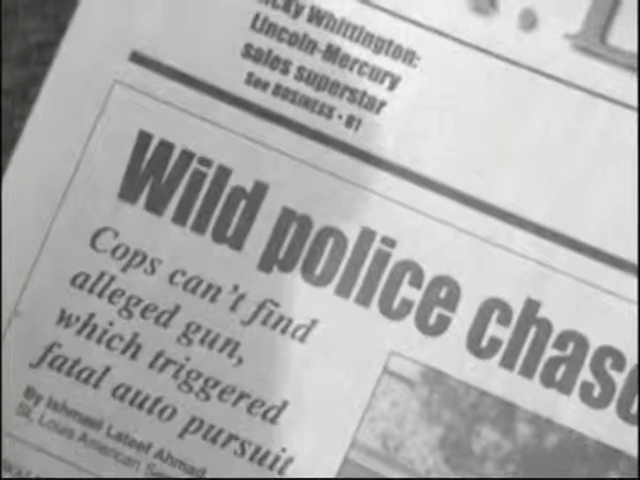 Whittington:
Lincoln-Mercury
sales superstar
See BUSINESS • B1
Wild police chase
Cops can't find
alleged gun,
which triggered
fatal auto pursuit
By Ishmael Lateef Ahmad
St. Louis American